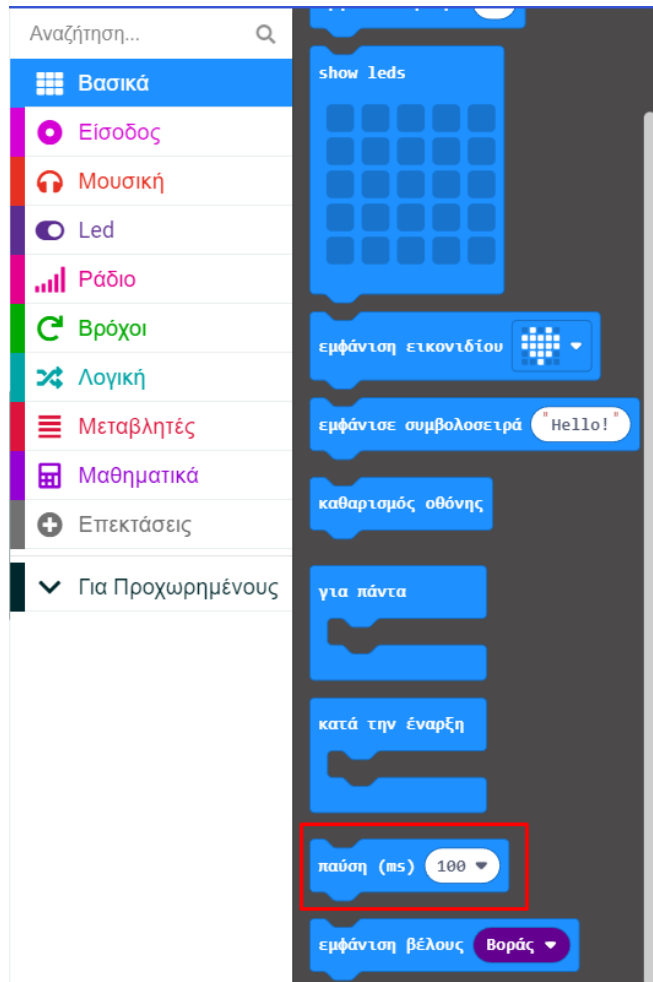 Αναζήτηση...
Βασικά
Είσοδος
Μουσική
Led
Ράδιο
Βρόχοι
Λογική
Μεταβλητές
Μαθηματικά
Επεκτάσεις
Για Προχωρημένους
show leds
εμφάνιση εικονιδίου
εμφάνισε συμβολοσειρά "Hello!"
καθαρισμός οθόνης
για πάντα
κατά την έναρξη
παύση (ms) 100
εμφάνιση βέλους Βοράς